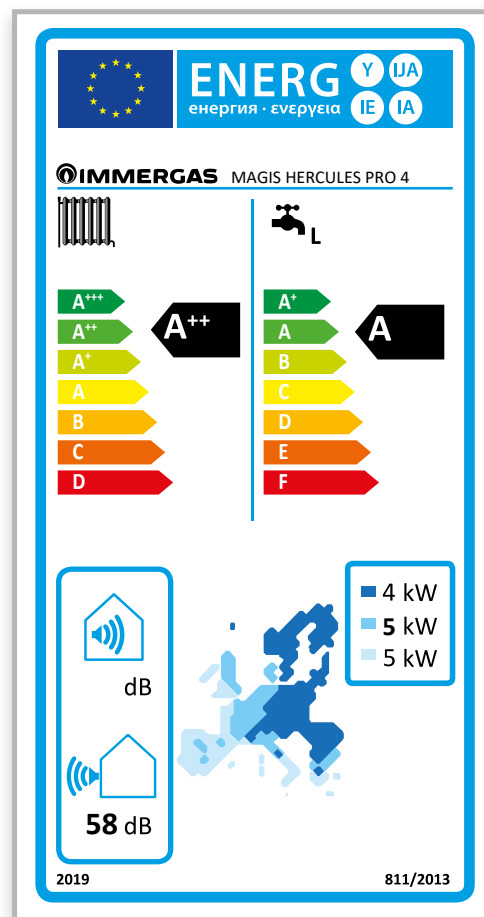 ENERG Y IJA
енергия · ενεργεια IE IA
IMMERGAS MAGIS HERCULES PRO 4
L
A+++ A+
A++ A
A+ B
A C
B D
C E
D F
A++ A
4 kW
5 kW
5 kW
dB
58 dB
2019 811/2013